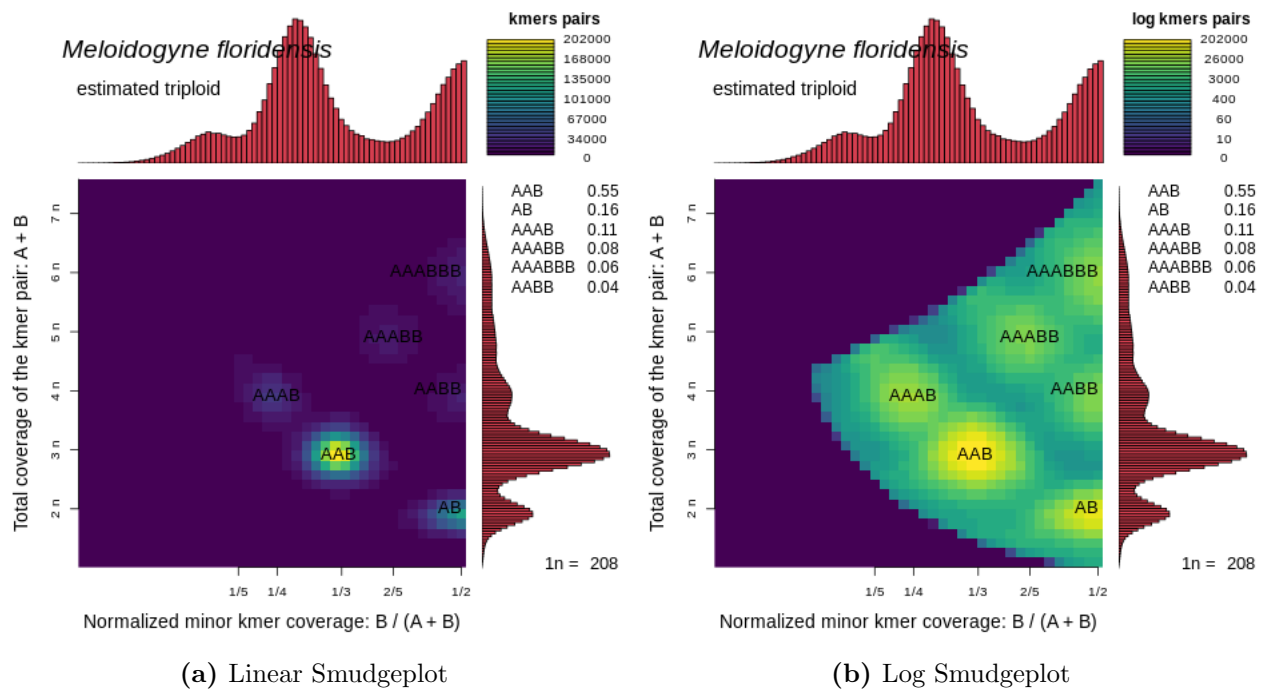 Meloidogyne floridensis
estimated triploid
kmers pairs
202000
168000
135000
101000
67000
34000
0
Total coverage of the kmer pair: A + B
7 n
6 n
5 n
4 n
3 n
2 n
AAABBB
AAABB
AAAB
AABB
AAB
AB
AAB 0.55
AB 0.16
AAAB 0.11
AAABB 0.08
AAABBB 0.06
AABB 0.04
1n = 208
1/5 1/4 1/3 2/5 1/2
Normalized minor kmer coverage: B / (A + B)
(a) Linear Smudgeplot
Meloidogyne floridensis
estimated triploid
log kmers pairs
202000
26000
3000
400
60
10
0
Total coverage of the kmer pair: A + B
7 n
6 n
5 n
4 n
3 n
2 n
AAABBB
AAABB
AAAB
AABB
AAB
AB
AAB 0.55
AB 0.16
AAAB 0.11
AAABB 0.08
AAABBB 0.06
AABB 0.04
1n = 208
1/5 1/4 1/3 2/5 1/2
Normalized minor kmer coverage: B / (A + B)
(b) Log Smudgeplot